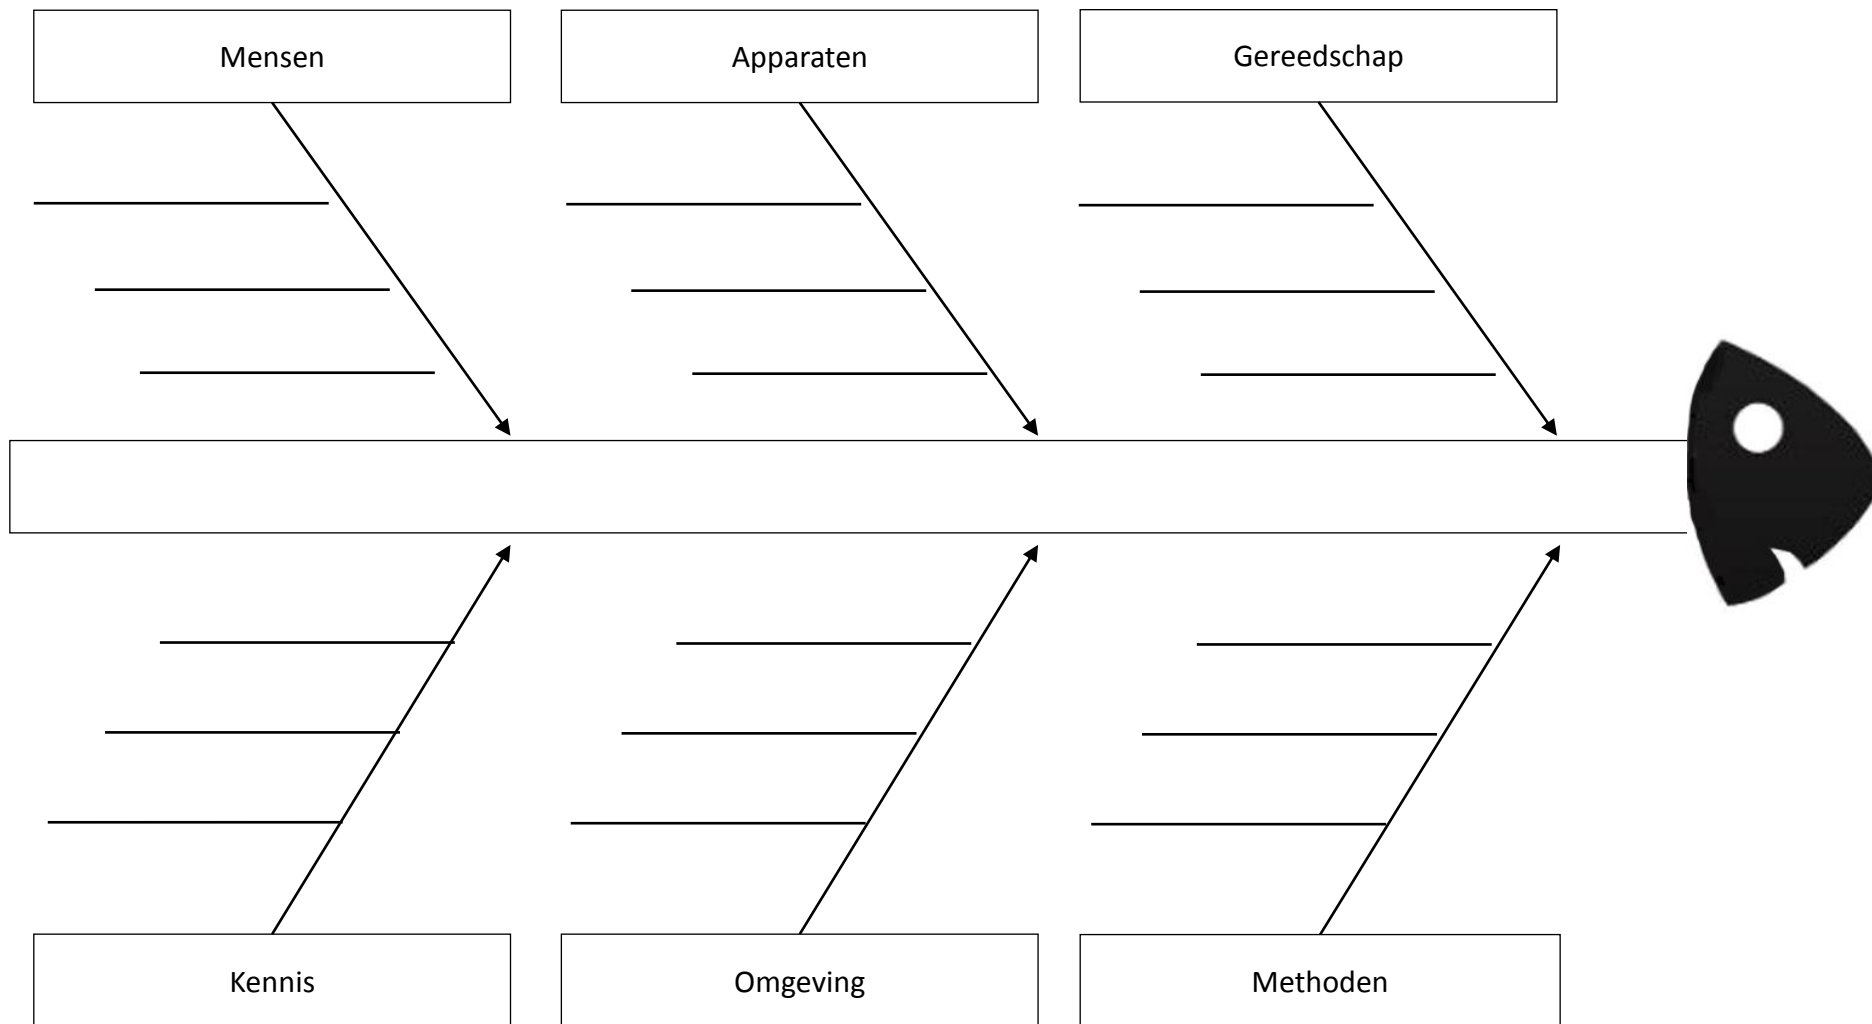 Mensen
Apparaten
Gereedschap
Kennis
Omgeving
Methoden